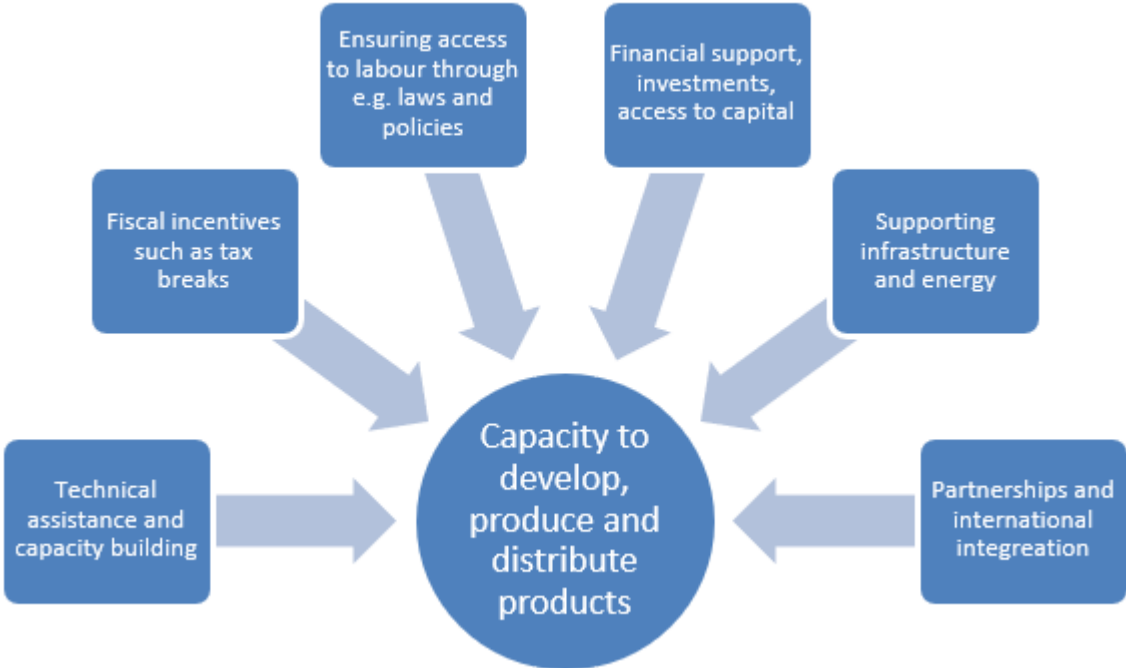 Ensuring access
to labour through
e.g. laws and
policies
Financial support,
investments,
access to capital
Fiscal incentives
such as tax
breaks
Supporting
infrastructure
and energy
Technical
assistance and
capacity building
Capacity to
develop,
produce and
distribute
products
Partnerships and
international
integreation